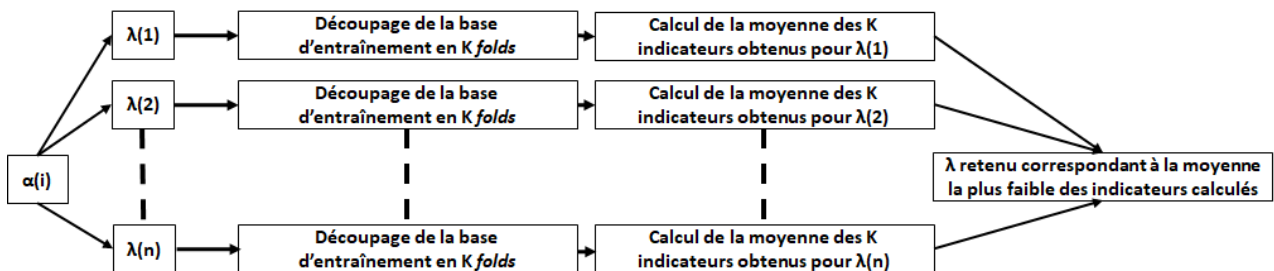 λ(1)
Découpage de la base
d'entraînement en K folds
Calcul de la moyenne des K
indicateurs obtenus pour λ(1)
λ(2)
Découpage de la base
d'entraînement en K folds
Calcul de la moyenne des K
indicateurs obtenus pour λ(2)
α(i)
λ retenu correspondant à la moyenne
la plus faible des indicateurs calculés
λ(n)
Découpage de la base
d'entraînement en K folds
Calcul de la moyenne des K
indicateurs obtenus pour λ(n)